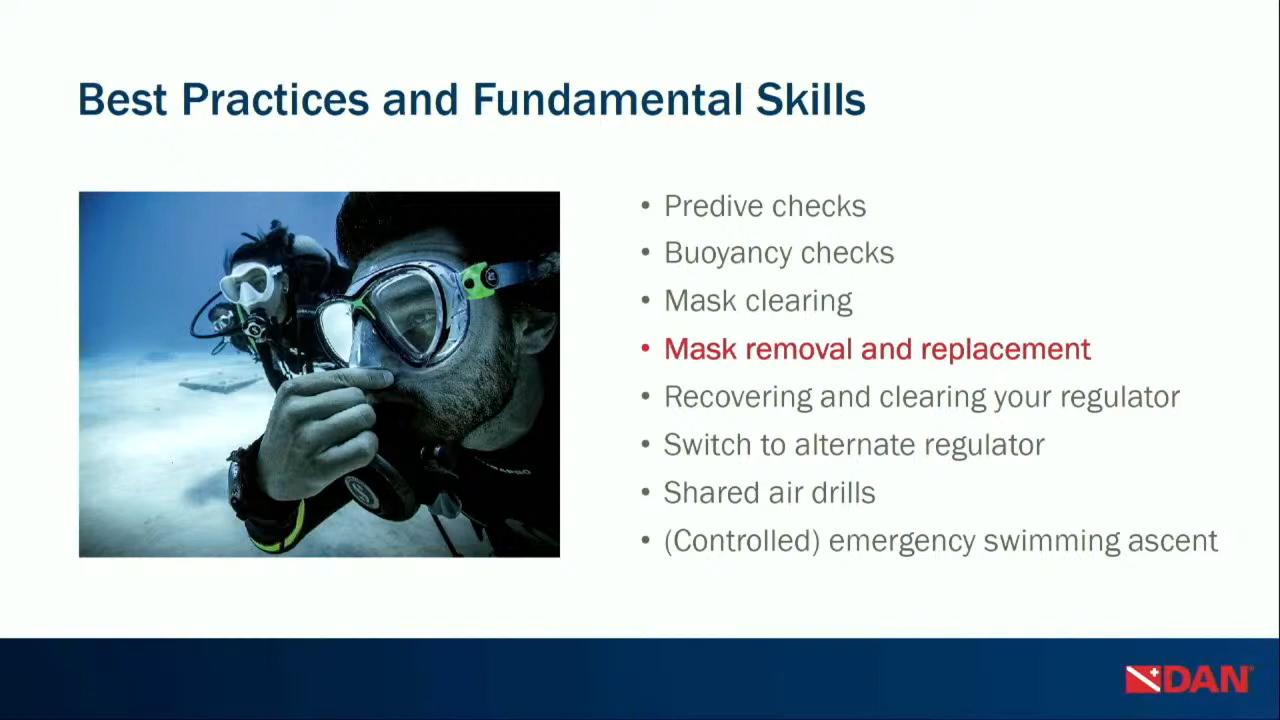 Best Practices and Fundamental Skills
• Predive checks
• Buoyancy checks
• Mask clearing
• Mask removal and replacement
• Recovering and clearing your regulator
• Switch to alternate regulator
• Shared air drills
• (Controlled) emergency swimming ascent
DAN®